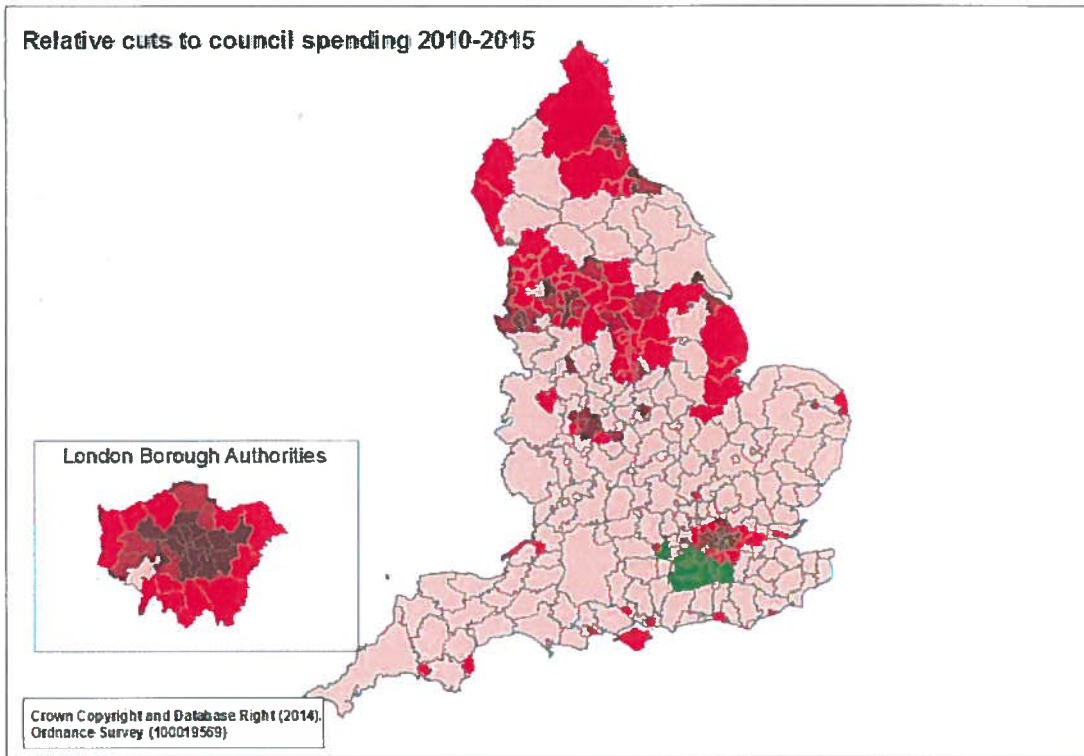 Relative cuts to council spending 2010-2015
London Borough Authorities
Crown Copyright and Database Right (2014).
Ordnance Survey (100019569)